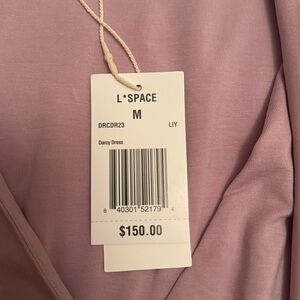 L*SPACE
M
DRCDR23 LIY
Darcy Dress
8 40301 52179 4
$150.00